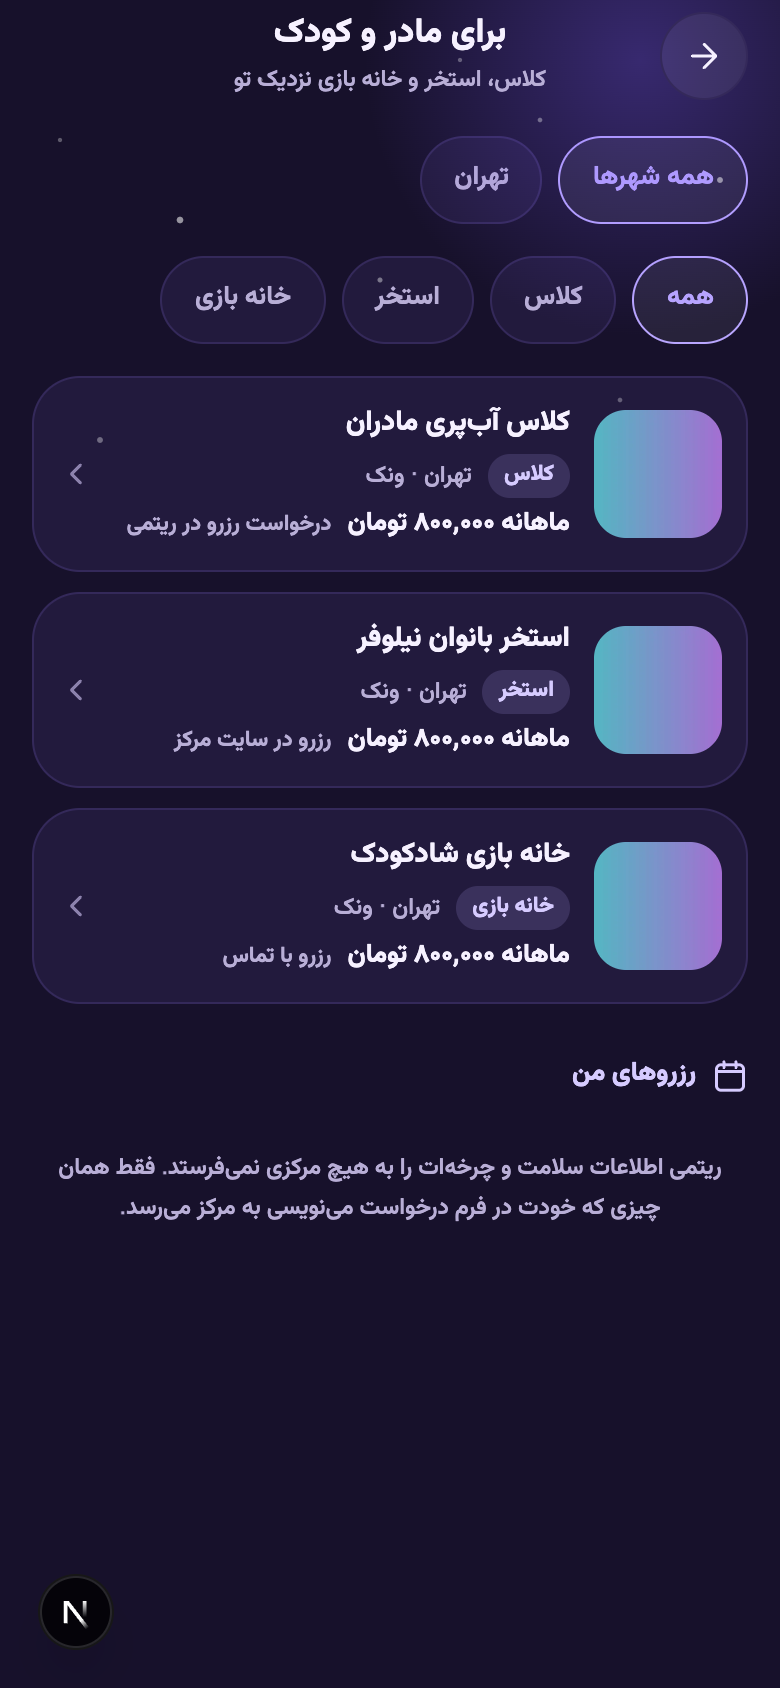 برای مادر و کودک
کلاس، استخر و خانه بازی نزدیک تو
همه شهرها
تهران
همه
کلاس
استخر
خانه بازی
کلاس آب‌پری مادران
کلاس تهران · ونک
ماهانه ۸۰۰,۰۰۰ تومان درخواست رزرو در ریتمی
استخر بانوان نیلوفر
استخر تهران · ونک
ماهانه ۸۰۰,۰۰۰ تومان رزرو در سایت مرکز
خانه بازی شادکودک
خانه بازی تهران · ونک
ماهانه ۸۰۰,۰۰۰ تومان رزرو با تماس
رزروهای من
ریتمی اطلاعات سلامت و چرخه‌ات را به هیچ مرکزی نمی‌فرستد. فقط همان
چیزی که خودت در فرم درخواست می‌نویسی به مرکز می‌رسد.
N